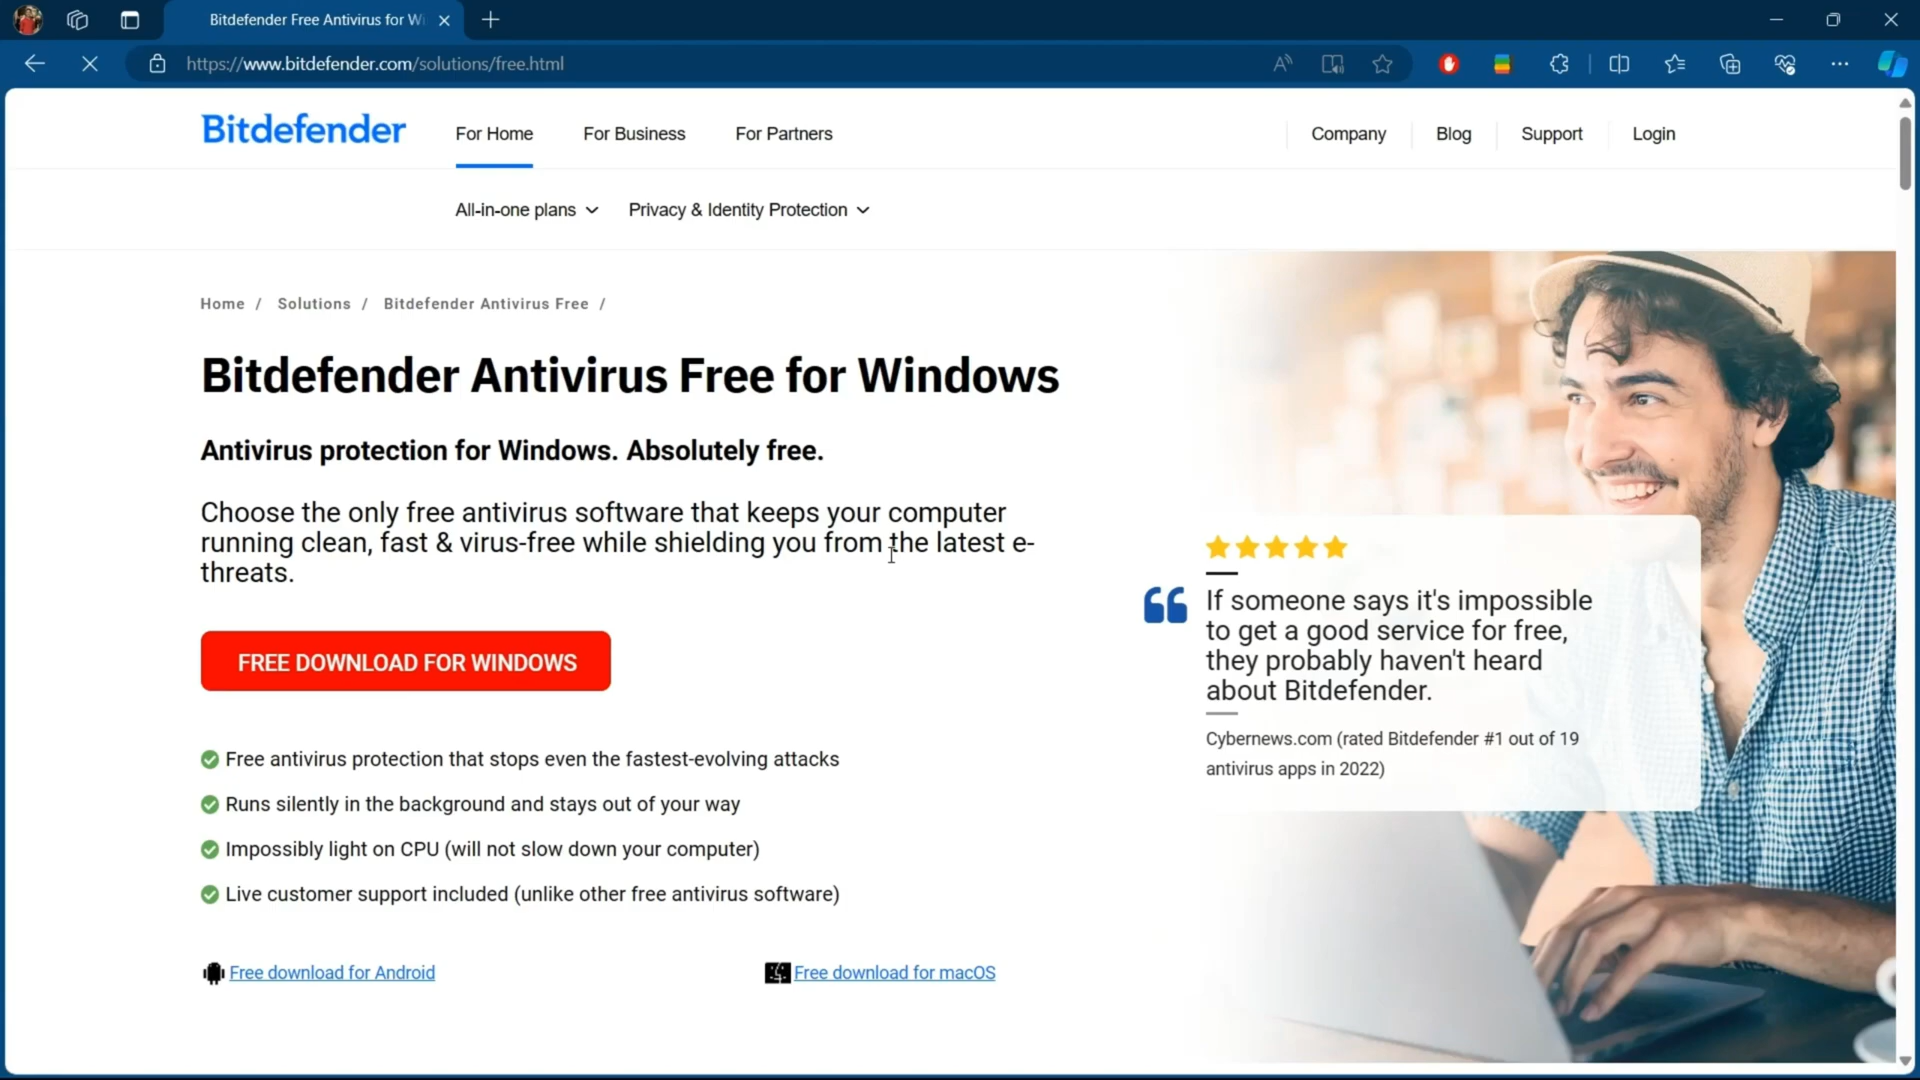 Bitdefender Free Antivirus for Wi
https://www.bitdefender.com/solutions/free.html
Bitdefender
For Home
For Business
For Partners
Company
Blog
Support
Login
All-in-one plans
Privacy & Identity Protection
Home / Solutions / Bitdefender Antivirus Free /
Bitdefender Antivirus Free for Windows
Antivirus protection for Windows. Absolutely free.
Choose the only free antivirus software that keeps your computer
running clean, fast & virus-free while shielding you from the latest e-
threats.
FREE DOWNLOAD FOR WINDOWS
Free antivirus protection that stops even the fastest-evolving attacks
Runs silently in the background and stays out of your way
Impossibly light on CPU (will not slow down your computer)
Live customer support included (unlike other free antivirus software)
Free download for Android
Free download for macOS
If someone says it's impossible
to get a good service for free,
they probably haven't heard
about Bitdefender.
Cybernews.com (rated Bitdefender #1 out of 19
antivirus apps in 2022)